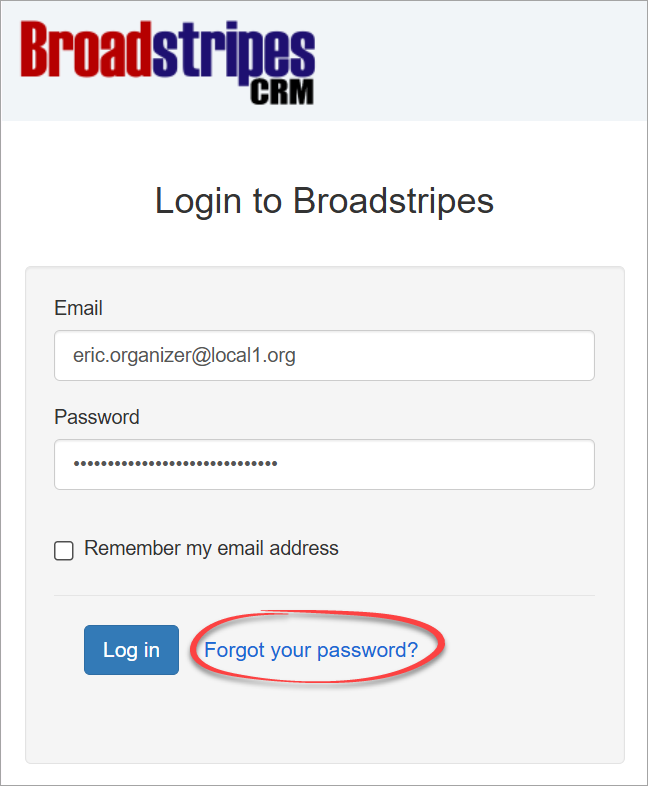 Broadstripes
CRM
Login to Broadstripes
Email
eric.organizer@local1.org
Password
••••••••••••••••••••••••••••••
Remember my email address
Log in Forgot your password?